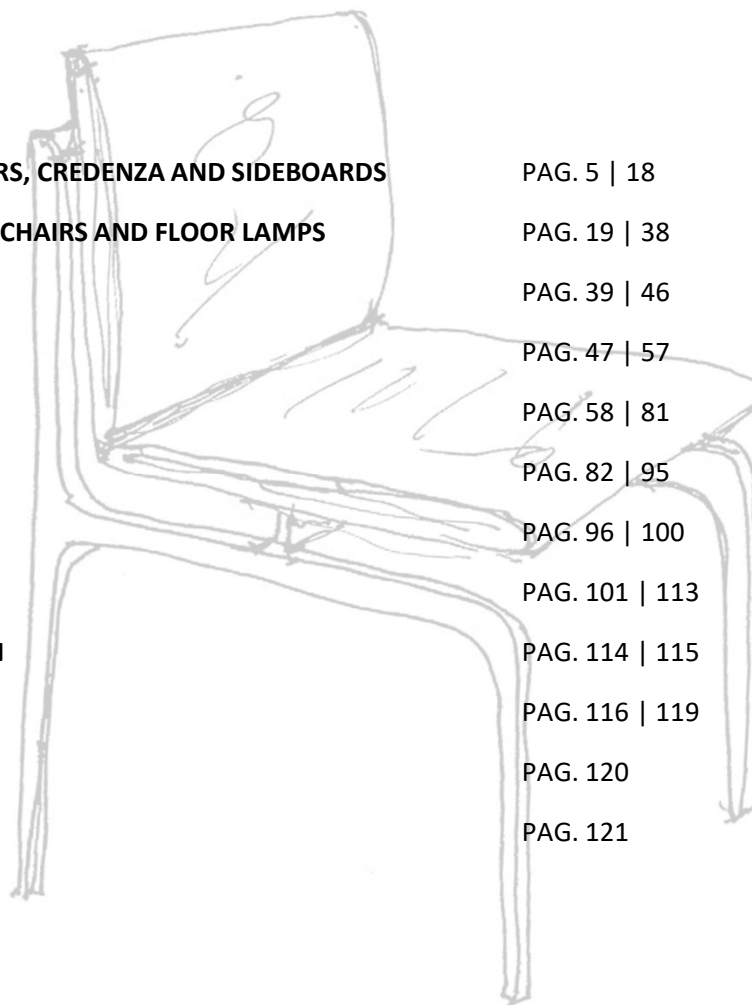 RS, CREDENZA AND SIDEBOARDS PAG. 5 | 18
CHAIRS AND FLOOR LAMPS PAG. 19 | 38
PAG. 39 | 46
PAG. 47 | 57
PAG. 58 | 81
PAG. 82 | 95
PAG. 96 | 100
PAG. 101 | 113
PAG. 114 | 115
PAG. 116 | 119
PAG. 120
PAG. 121